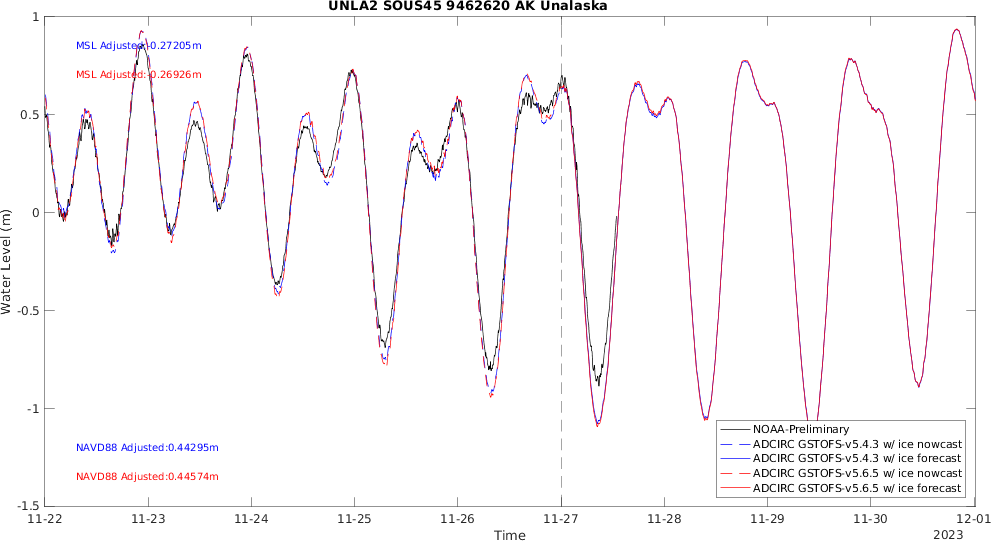 UNLA2 SOUS45 9462620 AK Unalaska
Water Level (m)
1
0.5
0
-0.5
-1
-1.5
MSL Adjusted:-0.27205m
MSL Adjusted:-0.26926m
NAVD88 Adjusted:0.44295m
NAVD88 Adjusted:0.44574m
NOAA-Preliminary
ADCIRC GSTOFS-v5.4.3 w/ ice nowcast
ADCIRC GSTOFS-v5.4.3 w/ ice forecast
ADCIRC GSTOFS-v5.6.5 w/ ice nowcast
ADCIRC GSTOFS-v5.6.5 w/ ice forecast
11-22 11-23 11-24 11-25 11-26 11-27 11-28 11-29 11-30 12-01
Time
2023